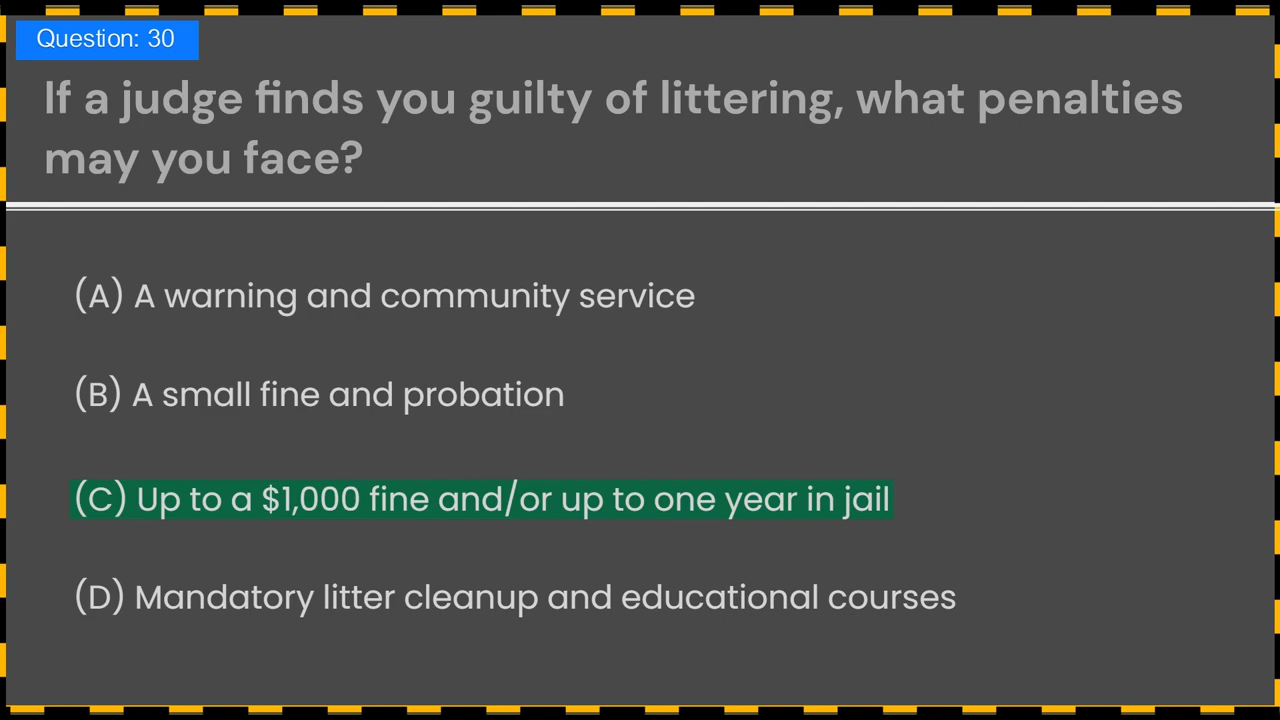 Question: 30
If a judge finds you guilty of littering, what penalties
may you face?
(A) A warning and community service
(B) A small fine and probation
(C) Up to a $1,000 fine and/or up to one year in jail
(D) Mandatory litter cleanup and educational courses